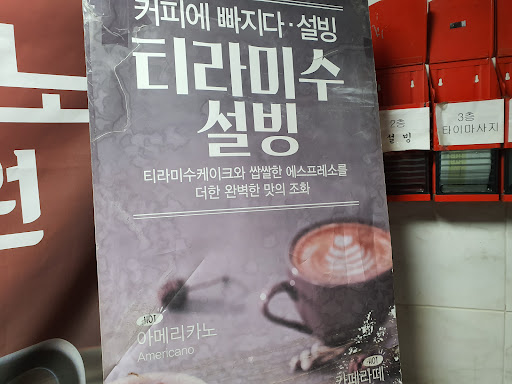 커피에 빠지다·설빙
티라미수
설빙
티라미수케이크와 쌉쌀한 에스프레소를
더한 완벽한 맛의 조화
HOT
아메리카노
Americano
HOT
카페라떼
노
원
2층
설 빙
3층
타이마사지